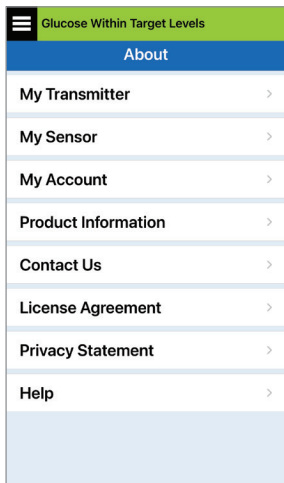 Glucose Within Target Levels
About
My Transmitter
My Sensor
My Account
Product Information
Contact Us
License Agreement
Privacy Statement
Help